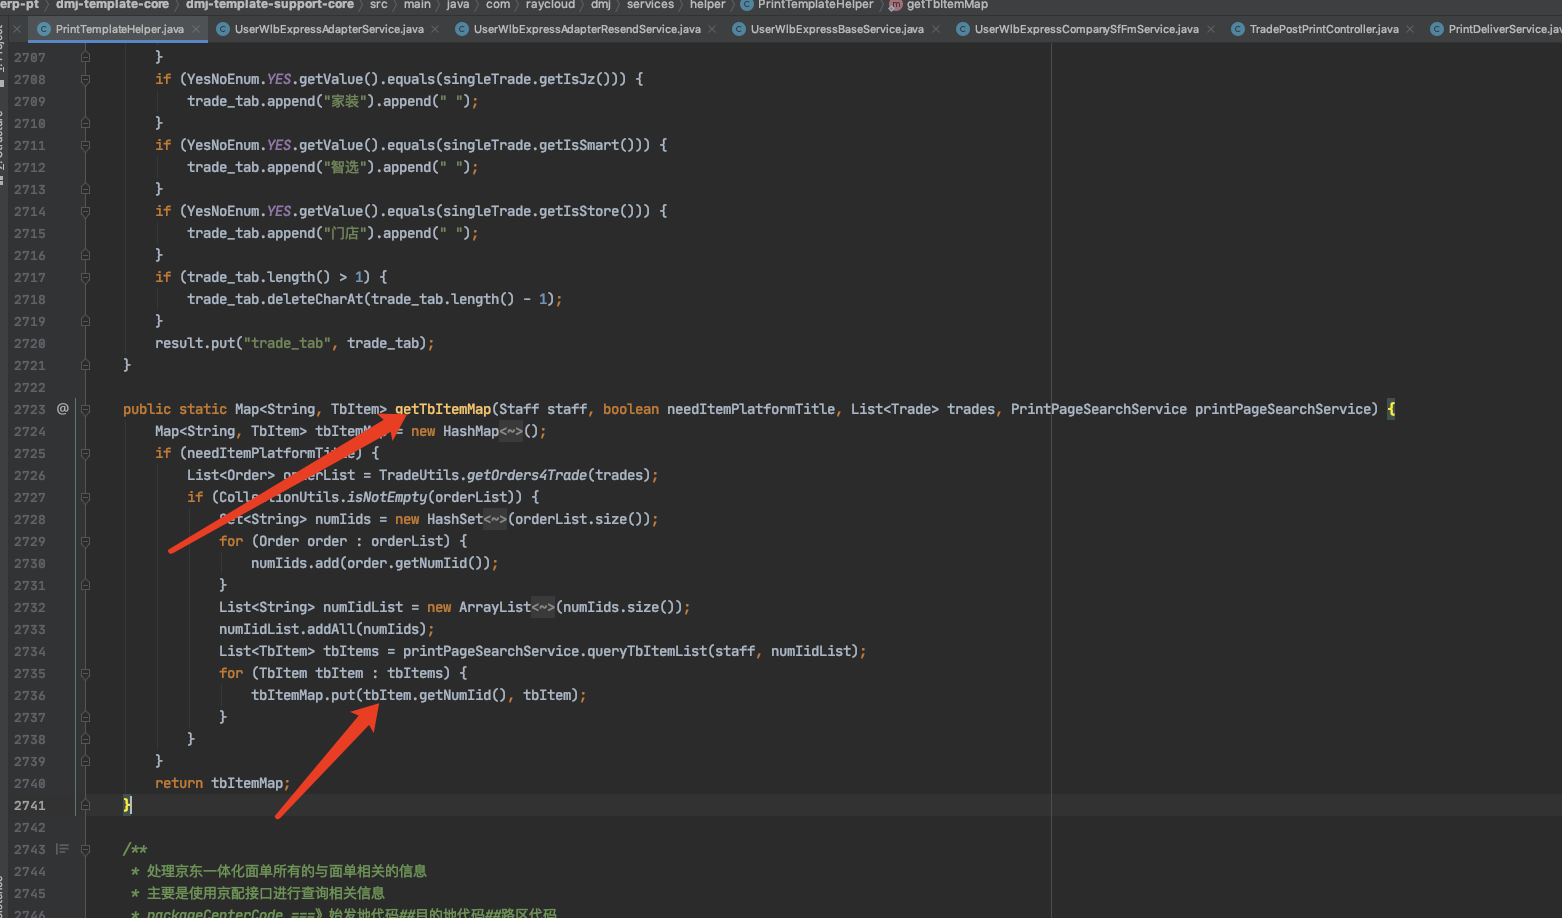 erp-pt › dmj-template-core › dmj-template-support-core › src › main › java › com › raycloud › dmj › services › helper › PrintTemplateHelper › getTbItemMap
PrintTemplateHelper.java × UserWlbExpressAdapterService.java × UserWlbExpressAdapterResendService.java × UserWlbExpressBaseService.java × UserWlbExpressCompanySfFmService.java × TradePostPrintController.java × PrintDeliverService.jav
2707 }
2708 if (YesNoEnum.YES.getValue().equals(singleTrade.getIsJz())) {
2709 trade_tab.append("家装").append(" ");
2710 }
2711 if (YesNoEnum.YES.getValue().equals(singleTrade.getIsSmart())) {
2712 trade_tab.append("智选").append(" ");
2713 }
2714 if (YesNoEnum.YES.getValue().equals(singleTrade.getIsStore())) {
2715 trade_tab.append("门店").append(" ");
2716 }
2717 if (trade_tab.length() > 1) {
2718 trade_tab.deleteCharAt(trade_tab.length() - 1);
2719 }
2720 result.put("trade_tab", trade_tab);
2721 }
2722
2723 @ public static Map<String, TbItem> getTbItemMap(Staff staff, boolean needItemPlatformTitle, List<Trade> trades, PrintPageSearchService printPageSearchService) {
2724 Map<String, TbItem> tbItemMap = new HashMap<~>();
2725 if (needItemPlatformTitle) {
2726 List<Order> orderList = TradeUtils.getOrders4Trade(trades);
2727 if (CollectionUtils.isNotEmpty(orderList)) {
2728 Set<String> numIids = new HashSet<~>(orderList.size());
2729 for (Order order : orderList) {
2730 numIids.add(order.getNumIid());
2731 }
2732 List<String> numIidList = new ArrayList<~>(numIids.size());
2733 numIidList.addAll(numIids);
2734 List<TbItem> tbItems = printPageSearchService.queryTbItemList(staff, numIidList);
2735 for (TbItem tbItem : tbItems) {
2736 tbItemMap.put(tbItem.getNumIid(), tbItem);
2737 }
2738 }
2739 }
2740 return tbItemMap;
2741 }
2742
2743 /**
2744 * 处理京东一体化面单所有的与面单相关的信息
2745 * 主要是使用京配接口进行查询相关信息
2746 * packageCenterCode ===》始发地代码##目的地代码##路区代码